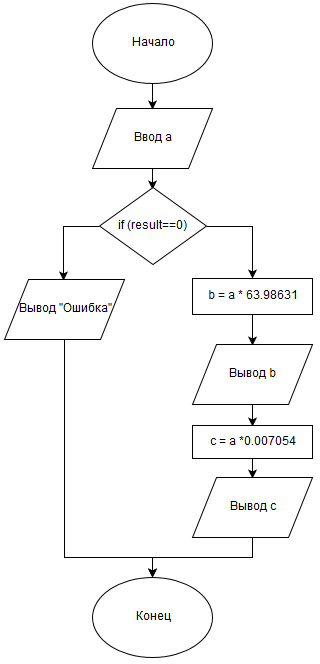 Начало
Ввод a
if (result==0)
Вывод "Ошибка"
b = a * 63.98631
Вывод b
c = a *0.007054
Вывод c
Конец